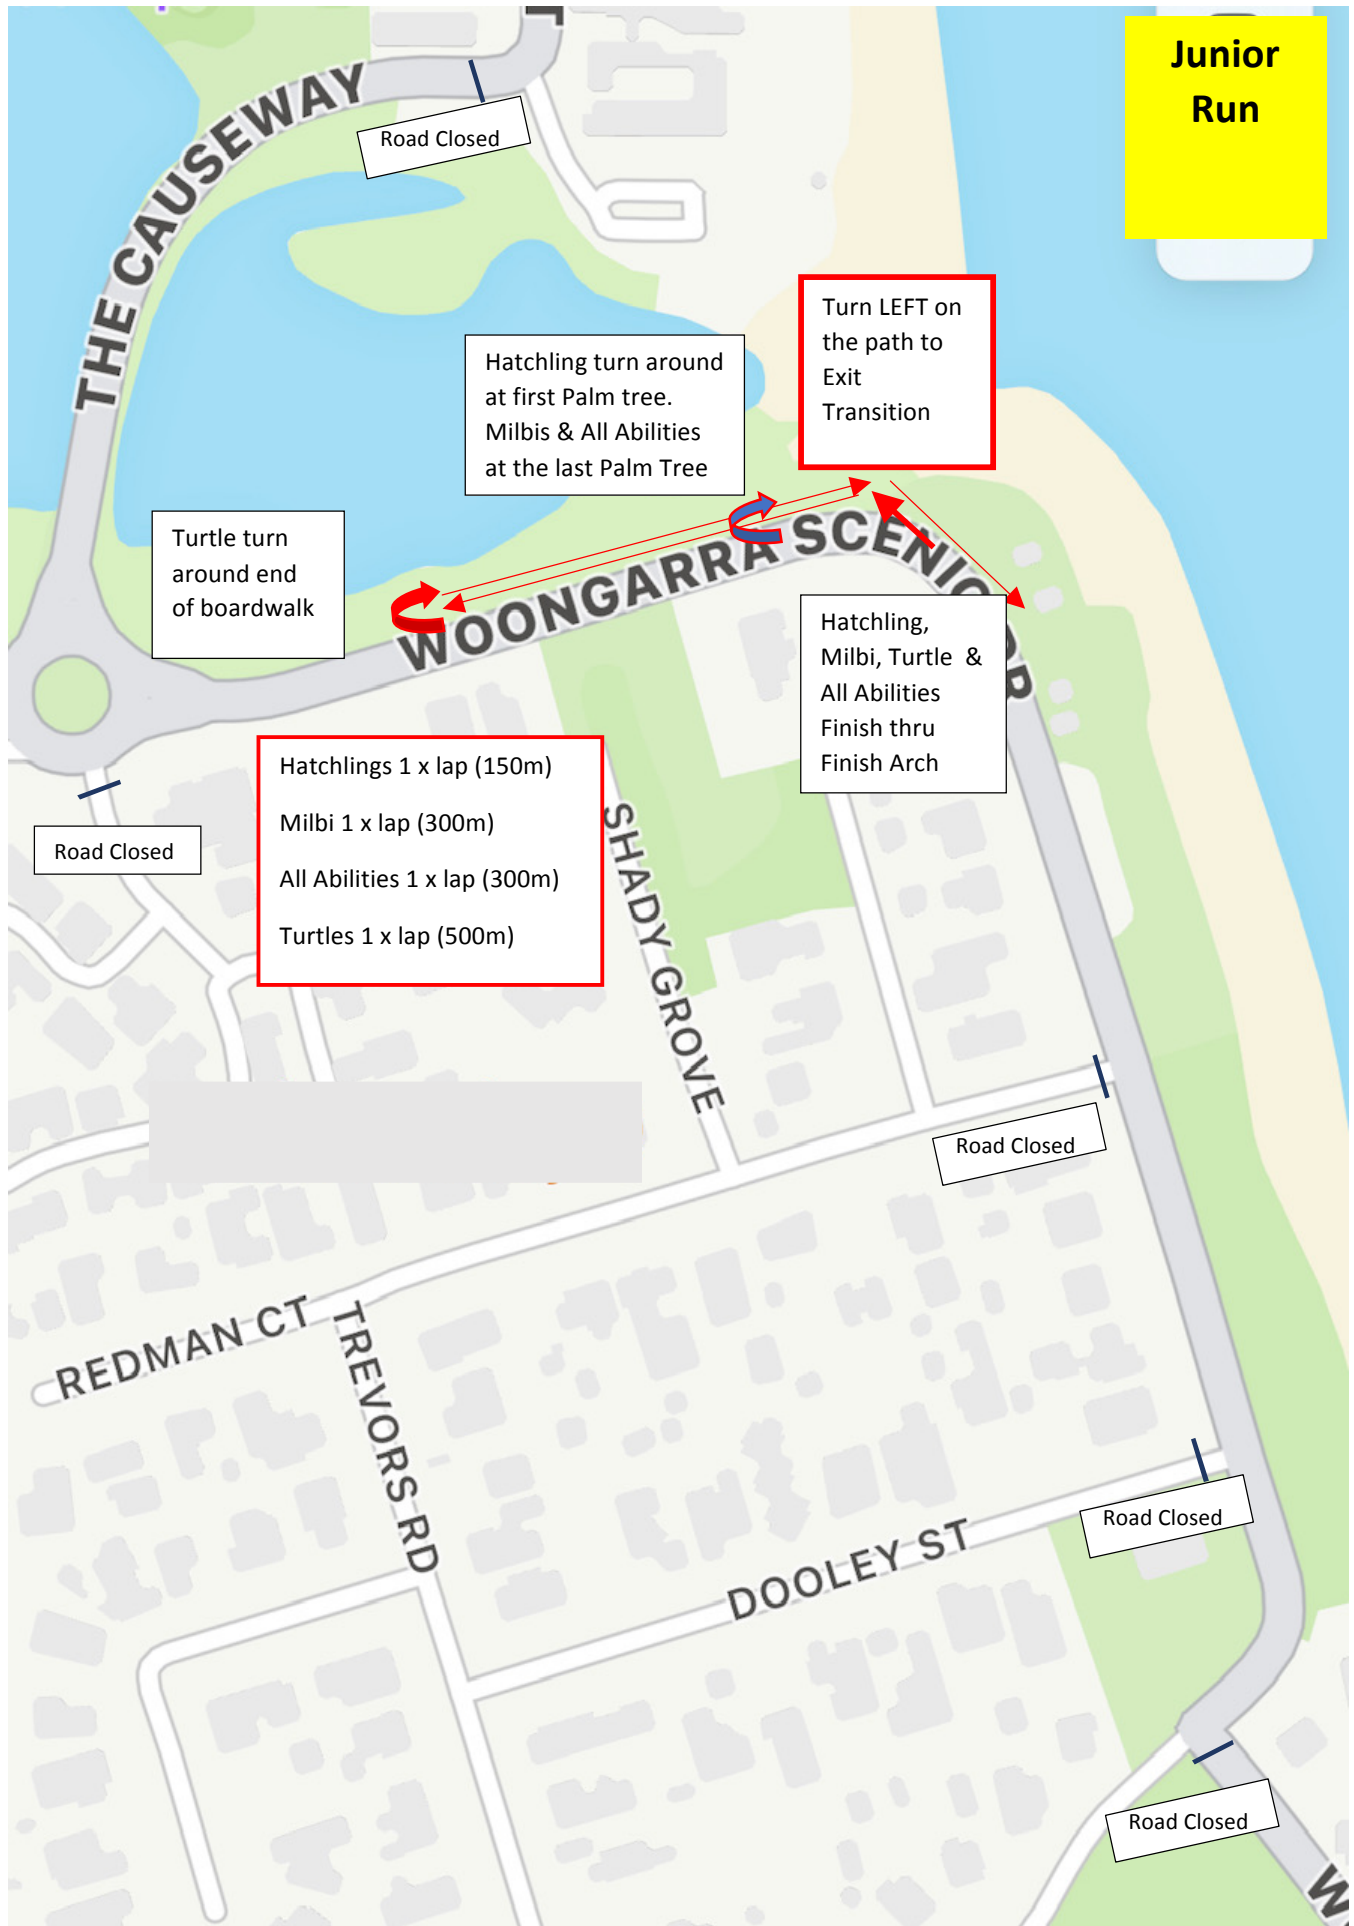 Junior
Run
THE CAUSEWAY
Road Closed
Turn LEFT on
the path to
Exit
Transition
Hatchling turn around
at first Palm tree.
Milbis & All Abilities
at the last Palm Tree
Turtle turn
around end
of boardwalk
WOONGARRA SCENIC DR
Hatchling,
Milbi, Turtle &
All Abilities
Finish thru
Finish Arch
Hatchlings 1 x lap (150m)
Milbi 1 x lap (300m)
All Abilities 1 x lap (300m)
Turtles 1 x lap (500m)
Road Closed
SHADY GROVE
Road Closed
REDMAN CT
TREVORS RD
Road Closed
DOOLEY ST
Road Closed